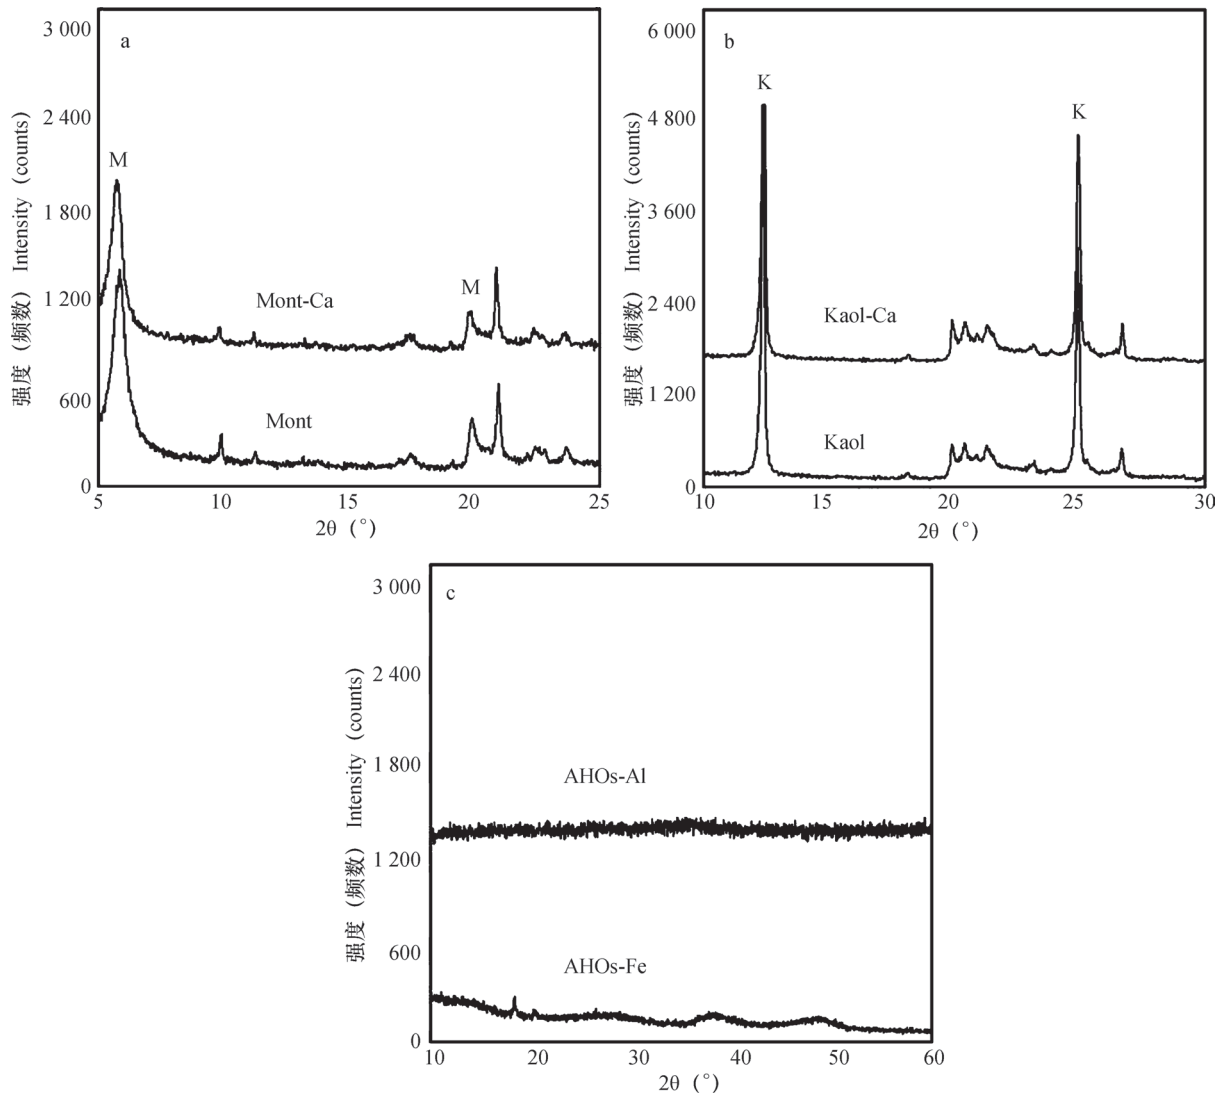 3 000
2 400
1 800
1 200
600
0
强度 (频数) Intensity (counts)
a
M
M
Mont-Ca
Mont
5
10
15
20
25
2θ (°)
6 000
4 800
3 600
2 400
1 200
0
强度 (频数) Intensity (counts)
b
K
K
Kaol-Ca
Kaol
10
15
20
25
30
2θ (°)
3 000
2 400
1 800
1 200
600
0
强度 (频数) Intensity (counts)
c
AHOs-Al
AHOs-Fe
10
20
30
40
50
60
2θ (°)